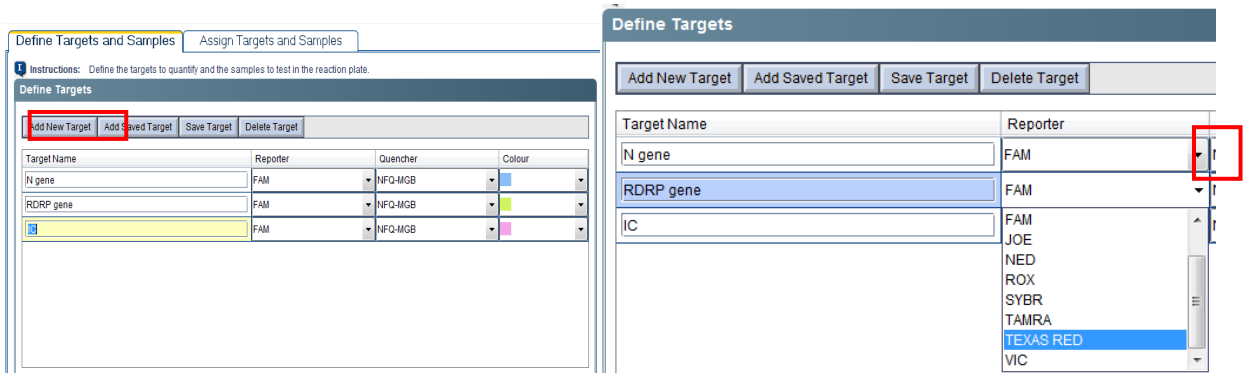 Define Targets and Samples Assign Targets and Samples
I Instructions: Define the targets to quantify and the samples to test in the reaction plate.
Define Targets
Add New Target Add Saved Target Save Target Delete Target
Target Name Reporter Quencher Colour
N gene FAM NFQ-MGB
RDRP gene FAM NFQ-MGB
IC FAM NFQ-MGB
Define Targets
Add New Target Add Saved Target Save Target Delete Target
Target Name Reporter
N gene FAM
RDRP gene FAM
IC
FAM
JOE
NED
ROX
SYBR
TAMRA
TEXAS RED
VIC